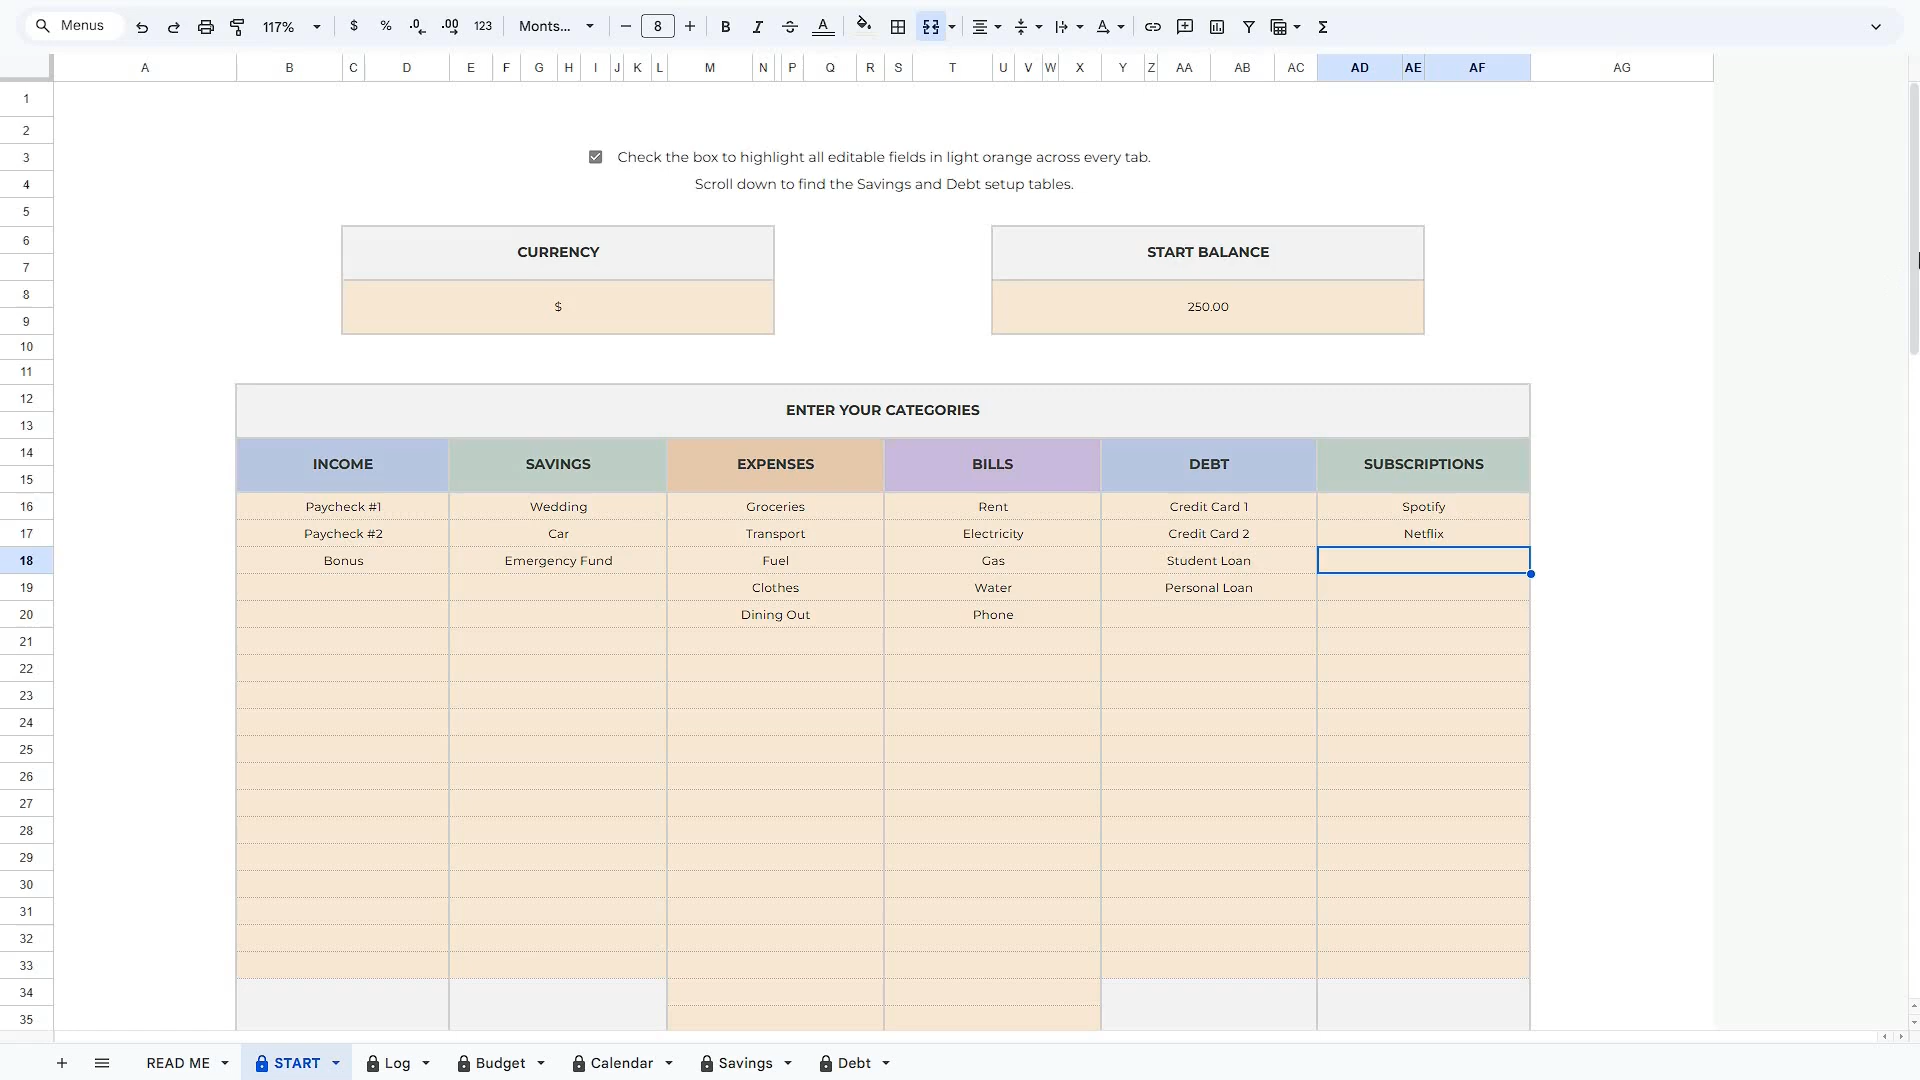 Menus 117% $ % .0 .00 123 Monts... − 8 + B I A Σ
A B C D E F G H I J K L M N P Q R S T U V W X Y Z AA AB AC AD AE AF AG
1
2
3 Check the box to highlight all editable fields in light orange across every tab.
4 Scroll down to find the Savings and Debt setup tables.
5
6 CURRENCY START BALANCE
7
8 $ 250.00
9
10
11
12 ENTER YOUR CATEGORIES
13
14 INCOME SAVINGS EXPENSES BILLS DEBT SUBSCRIPTIONS
15
16 Paycheck #1 Wedding Groceries Rent Credit Card 1 Spotify
17 Paycheck #2 Car Transport Electricity Credit Card 2 Netflix
18 Bonus Emergency Fund Fuel Gas Student Loan
19 Clothes Water Personal Loan
20 Dining Out Phone
21
22
23
24
25
26
27
28
29
30
31
32
33
34
35
+ READ ME START Log Budget Calendar Savings Debt